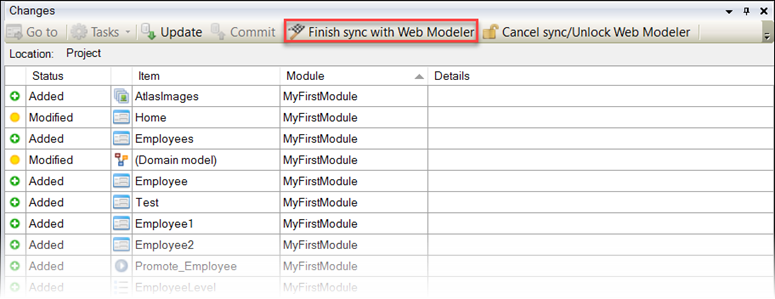 Changes
Go to Tasks Update Commit Finish sync with Web Modeler Cancel sync/Unlock Web Modeler
Location: Project
Status Item Module Details
Added AtlasImages MyFirstModule
Modified Home MyFirstModule
Added Employees MyFirstModule
Modified (Domain model) MyFirstModule
Added Employee MyFirstModule
Added Test MyFirstModule
Added Employee1 MyFirstModule
Added Employee2 MyFirstModule
Added Promote_Employee MyFirstModule
Added EmployeeLevel MyFirstModule